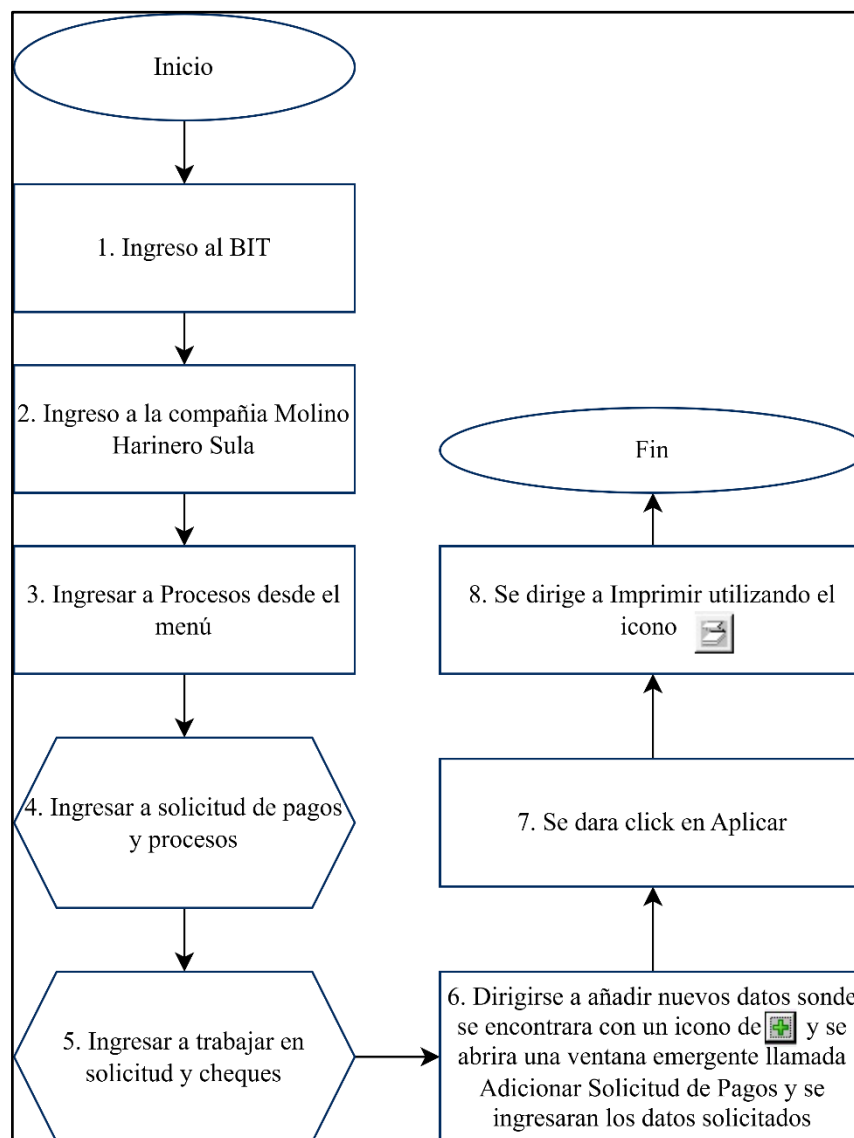 Inicio
1. Ingreso al BIT
2. Ingreso a la compañia Molino
Harinero Sula
3. Ingresar a Procesos desde el
menú
4. Ingresar a solicitud de pagos
y procesos
5. Ingresar a trabajar en
solicitud y cheques
6. Dirigirse a añadir nuevos datos sonde
se encontrara con un icono de y se
abrira una ventana emergente llamada
Adicionar Solicitud de Pagos y se
ingresaran los datos solicitados
7. Se dara click en Aplicar
8. Se dirige a Imprimir utilizando el
icono
Fin